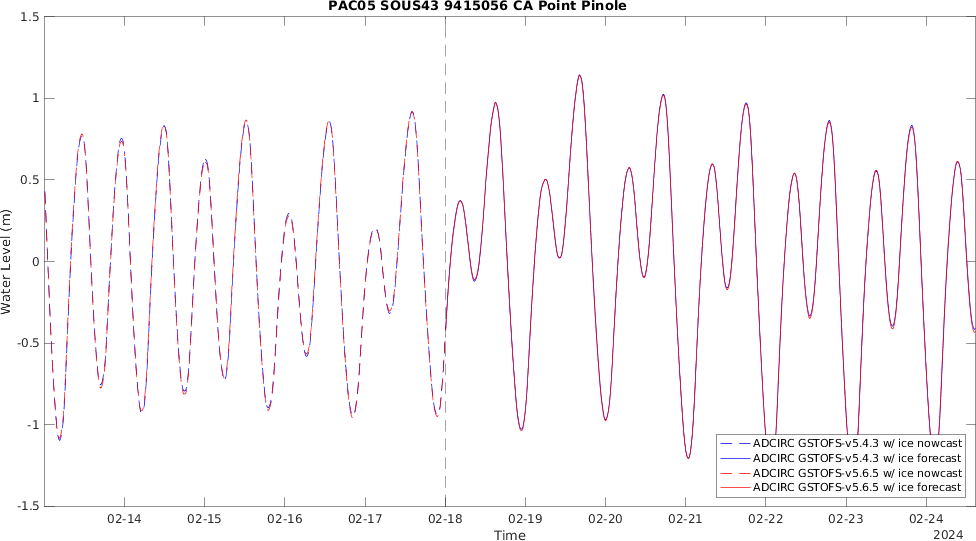 PAC05 SOUS43 9415056 CA Point Pinole
1.5
1
0.5
0
-0.5
-1
-1.5
Water Level (m)
ADCIRC GSTOFS-v5.4.3 w/ ice nowcast
ADCIRC GSTOFS-v5.4.3 w/ ice forecast
ADCIRC GSTOFS-v5.6.5 w/ ice nowcast
ADCIRC GSTOFS-v5.6.5 w/ ice forecast
02-14 02-15 02-16 02-17 02-18 02-19 02-20 02-21 02-22 02-23 02-24
Time
2024